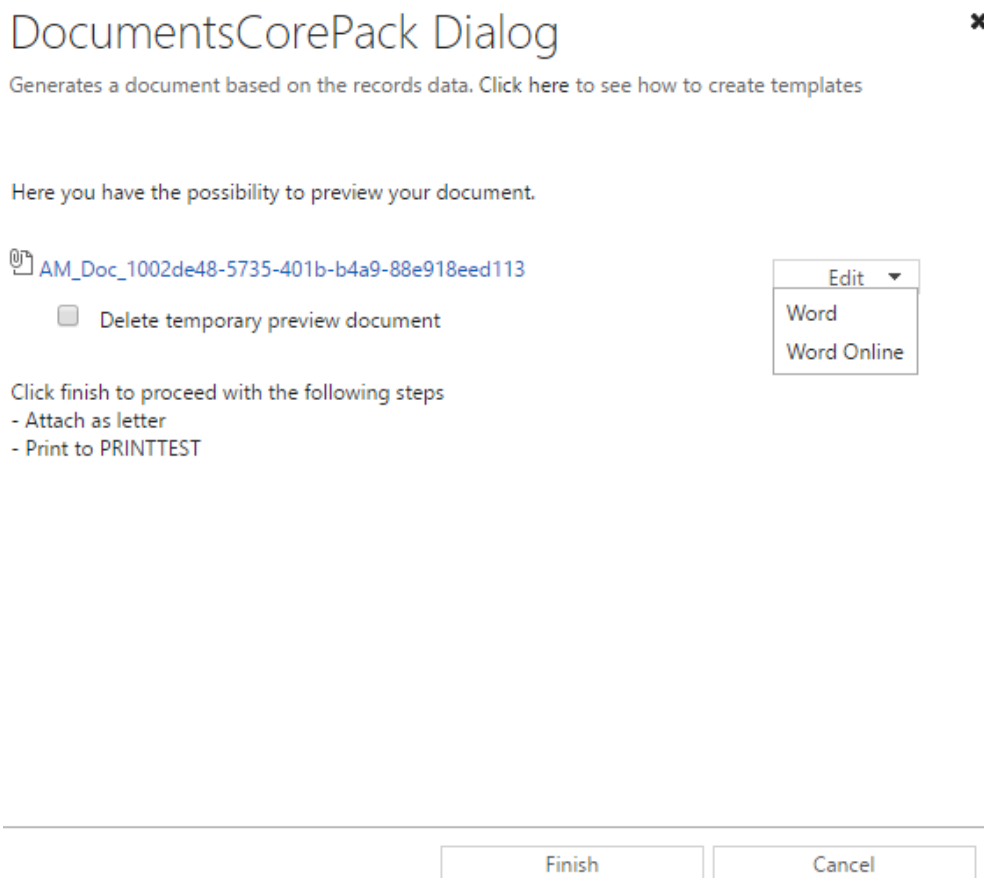 DocumentsCorePack Dialog
Generates a document based on the records data. Click here to see how to create templates
Here you have the possibility to preview your document.
AM_Doc_1002de48-5735-401b-b4a9-88e918eed113
Edit
Delete temporary preview document
Word
Word Online
Click finish to proceed with the following steps
- Attach as letter
- Print to PRINTTEST
Finish
Cancel